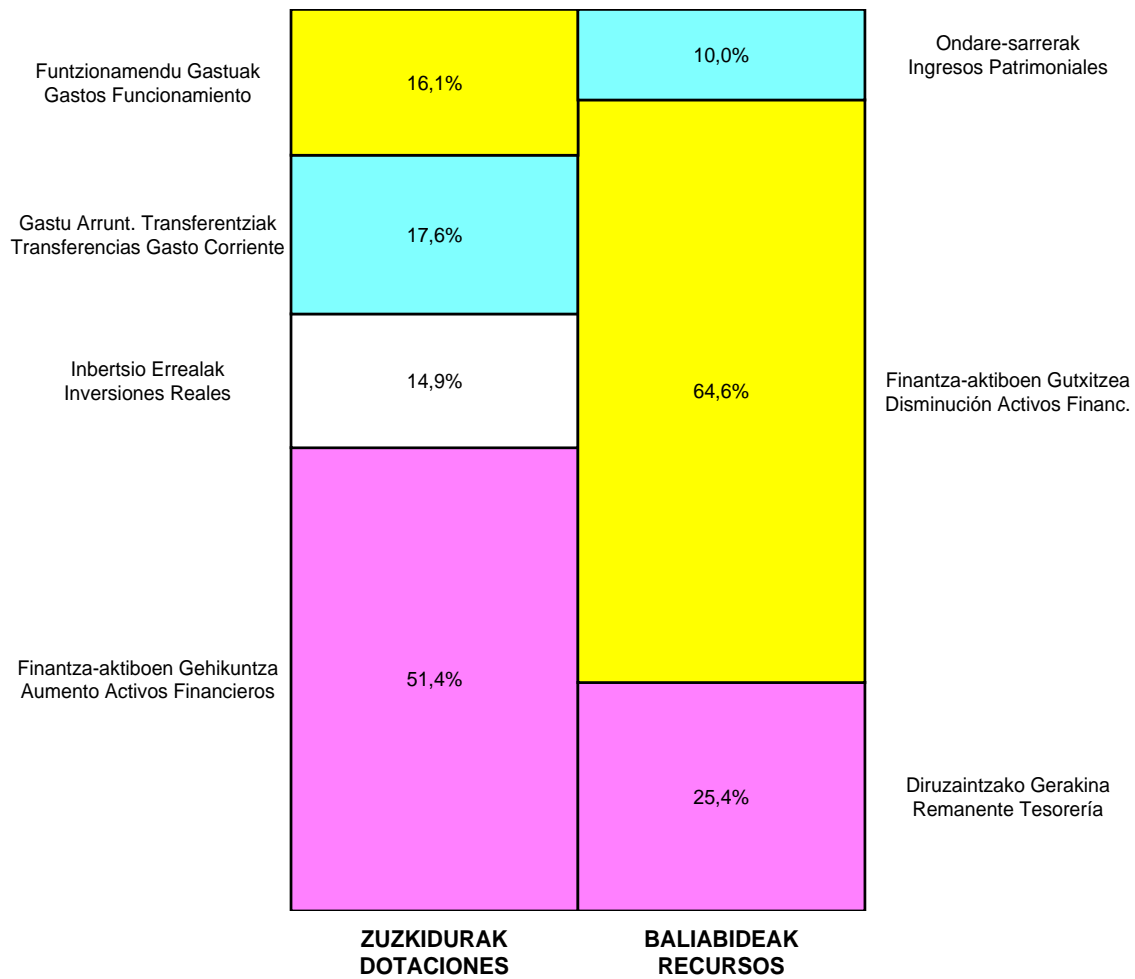 Funtzionamendu Gastuak
Gastos Funcionamiento
16,1%
10,0%
Ondare-sarrerak
Ingresos Patrimoniales
Gastu Arrunt. Transferentziak
Transferencias Gasto Corriente
17,6%
Inbertsio Errealak
Inversiones Reales
14,9%
64,6%
Finantza-aktiboen Gutxitzea
Disminución Activos Financ.
Finantza-aktiboen Gehikuntza
Aumento Activos Financieros
51,4%
25,4%
Diruzaintzako Gerakina
Remanente Tesorería
ZUZKIDURAK
DOTACIONES
BALIABIDEAK
RECURSOS